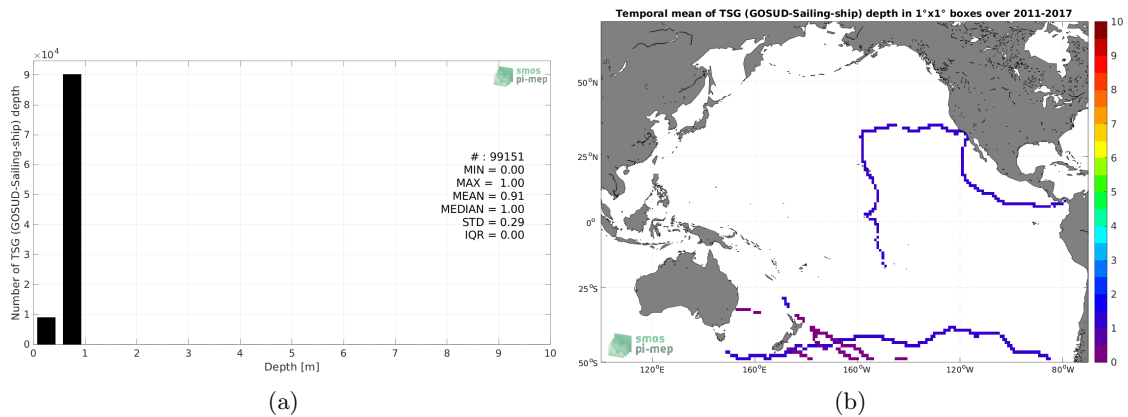 ×10⁴
9
8
7
6
5
4
3
2
1
0
Number of TSG (GOSUD-Sailing-ship) depth
smos
pi-mep
# : 99151
MIN = 0.00
MAX = 1.00
MEAN = 0.91
MEDIAN = 1.00
STD = 0.29
IQR = 0.00
0 1 2 3 4 5 6 7 8 9 10
Depth [m]
(a)
Temporal mean of TSG (GOSUD-Sailing-ship) depth in 1°x1° boxes over 2011-2017
50°N
25°N
0°
25°S
50°S
smos
pi-mep
120°E 160°E 160°W 120°W 80°W
10
9
8
7
6
5
4
3
2
1
0
(b)